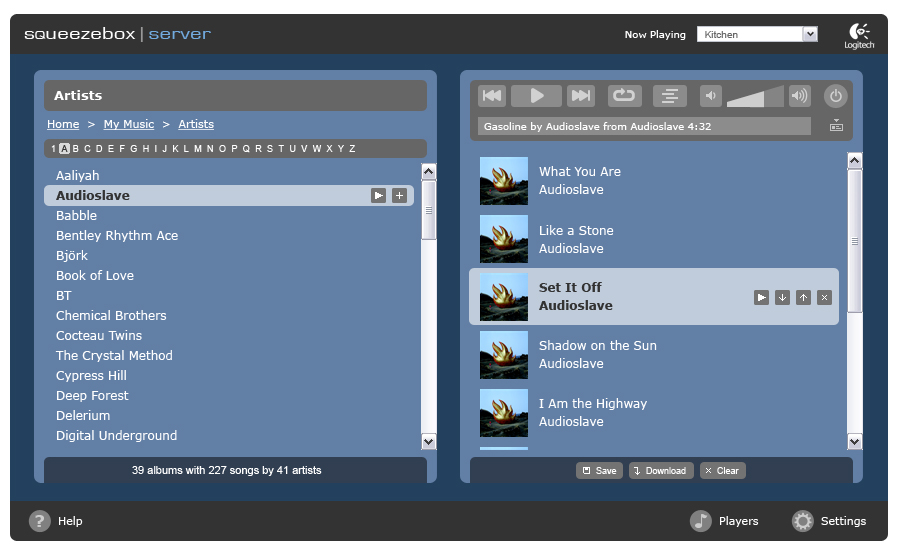 squeezebox | server
Now Playing
Kitchen
Logitech
Artists
Home > My Music > Artists
1 A B C D E F G H I J K L M N O P Q R S T U V W X Y Z
Aaliyah
Audioslave
Babble
Bentley Rhythm Ace
Björk
Book of Love
BT
Chemical Brothers
Cocteau Twins
The Crystal Method
Cypress Hill
Deep Forest
Delerium
Digital Underground
39 albums with 227 songs by 41 artists
Gasoline by Audioslave from Audioslave 4:32
What You Are
Audioslave
Like a Stone
Audioslave
Set It Off
Audioslave
Shadow on the Sun
Audioslave
I Am the Highway
Audioslave
Save
Download
Clear
? Help
Players
Settings